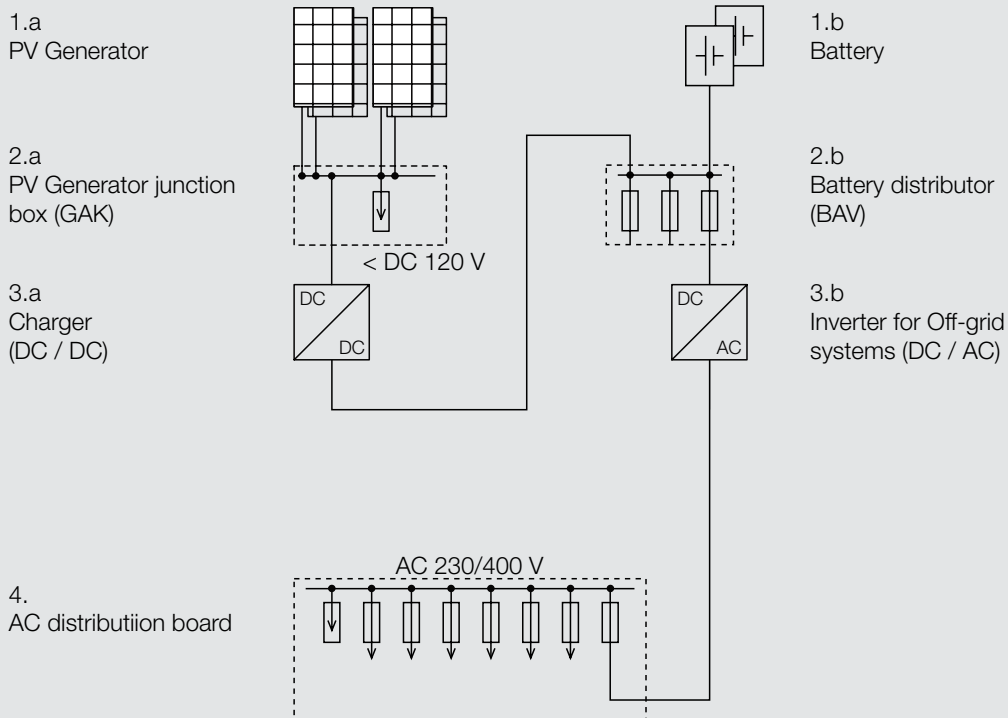 1.a
PV Generator
1.b
Battery
2.a
PV Generator junction
box (GAK)
2.b
Battery distributor
(BAV)
< DC 120 V
3.a
Charger
(DC / DC)
DC
DC
DC
AC
3.b
Inverter for Off-grid
systems (DC / AC)
AC 230/400 V
4.
AC distributiion board